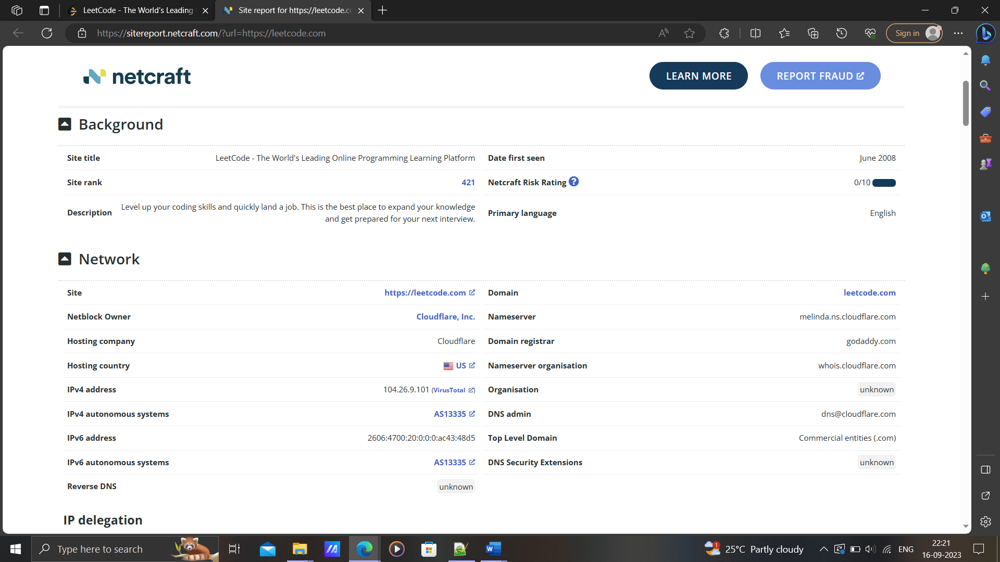 LeetCode - The World's Leading
Site report for https://leetcode.co
https://sitereport.netcraft.com/?url=https://leetcode.com
Sign in
netcraft
LEARN MORE
REPORT FRAUD
Background
Site title LeetCode - The World's Leading Online Programming Learning Platform
Date first seen June 2008
Site rank 421
Netcraft Risk Rating ? 0/10
Description Level up your coding skills and quickly land a job. This is the best place to expand your knowledge
and get prepared for your next interview.
Primary language English
Network
Site https://leetcode.com
Domain leetcode.com
Netblock Owner Cloudflare, Inc.
Nameserver melinda.ns.cloudflare.com
Hosting company Cloudflare
Domain registrar godaddy.com
Hosting country US
Nameserver organisation whois.cloudflare.com
IPv4 address 104.26.9.101 (VirusTotal )
Organisation unknown
IPv4 autonomous systems AS13335
DNS admin dns@cloudflare.com
IPv6 address 2606:4700:20:0:0:0:ac43:48d5
Top Level Domain Commercial entities (.com)
IPv6 autonomous systems AS13335
DNS Security Extensions unknown
Reverse DNS unknown
IP delegation
Type here to search
1
25°C Partly cloudy
ENG
22:21
16-09-2023